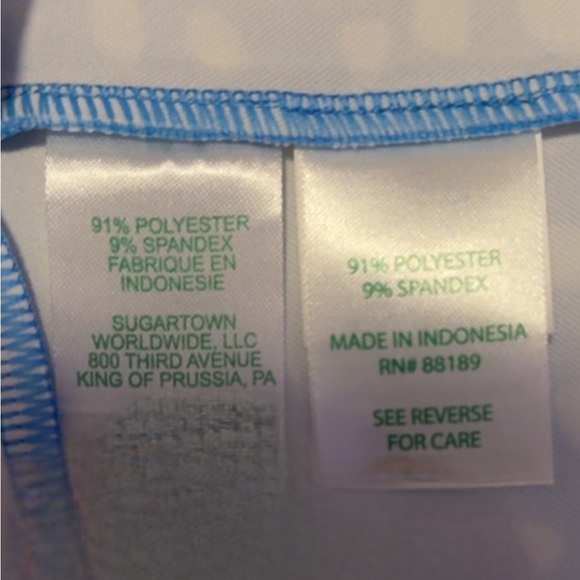 91% POLYESTER
9% SPANDEX
FABRIQUE EN
INDONESIE
SUGARTOWN
WORLDWIDE, LLC
800 THIRD AVENUE
KING OF PRUSSIA, PA
91% POLYESTER
9% SPANDEX
MADE IN INDONESIA
RN# 88189
SEE REVERSE
FOR CARE